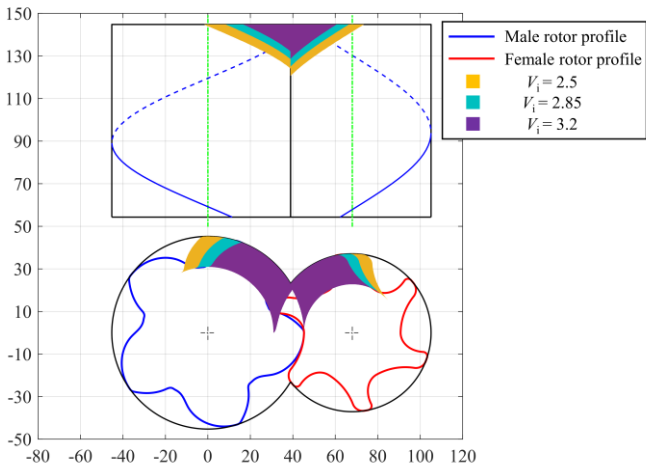 150
130
110
90
70
50
30
10
-10
-30
-50
-80 -60 -40 -20 0 20 40 60 80 100 120
Male rotor profile
Female rotor profile
Vi = 2.5
Vi = 2.85
Vi = 3.2